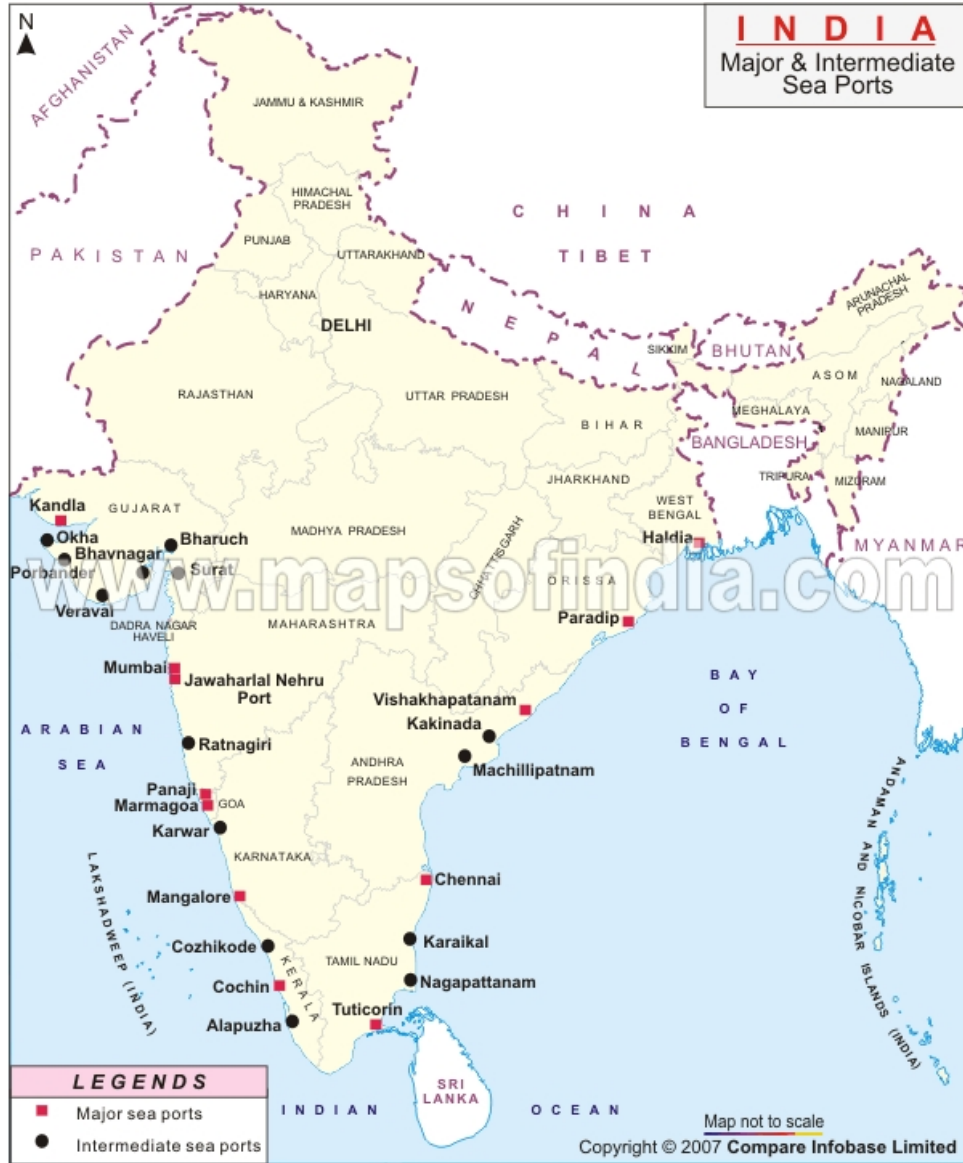 N
I N D I A
Major & Intermediate
Sea Ports
AFGHANISTAN
JAMMU & KASHMIR
HIMACHAL
PRADESH
CHINA
TIBET
PAKISTAN
PUNJAB
UTTARAKHAND
HARYANA
DELHI
NEPAL
ARUNACHAL
PRADESH
SIKKIM
BHUTAN
ASOM
NAGALAND
RAJASTHAN
UTTAR PRADESH
BIHAR
MEGHALAYA
MANIPUR
BANGLADESH
TRIPURA
MIZORAM
JHARKHAND
WEST
BENGAL
Kandla
GUJARAT
MADHYA PRADESH
CHHATTISGARH
Haldia
MYANMAR
Okha
Bhavnagar
Bharuch
Porbander
Surat
www.mapsofindia.com
ORISSA
Veraval
DADRA NAGAR
HAVELI
MAHARASHTRA
Paradip
Mumbai
Jawaharlal Nehru
Port
Vishakhapatanam
Kakinada
Machillipatnam
BAY
OF
BENGAL
ARABIAN
SEA
Ratnagiri
ANDHRA
PRADESH
Panaji
Marmagoa
GOA
Karwar
KARNATAKA
ANDAMAN AND NICOBAR ISLANDS (INDIA)
LAKSHADWEEP (INDIA)
Mangalore
Chennai
Cozhikode
Karaikal
KERALA
TAMIL NADU
Cochin
Nagapattanam
Alapuzha
Tuticorin
SRI
LANKA
INDIAN OCEAN
LEGENDS
Major sea ports
Intermediate sea ports
Map not to scale
Copyright © 2007 Compare Infobase Limited